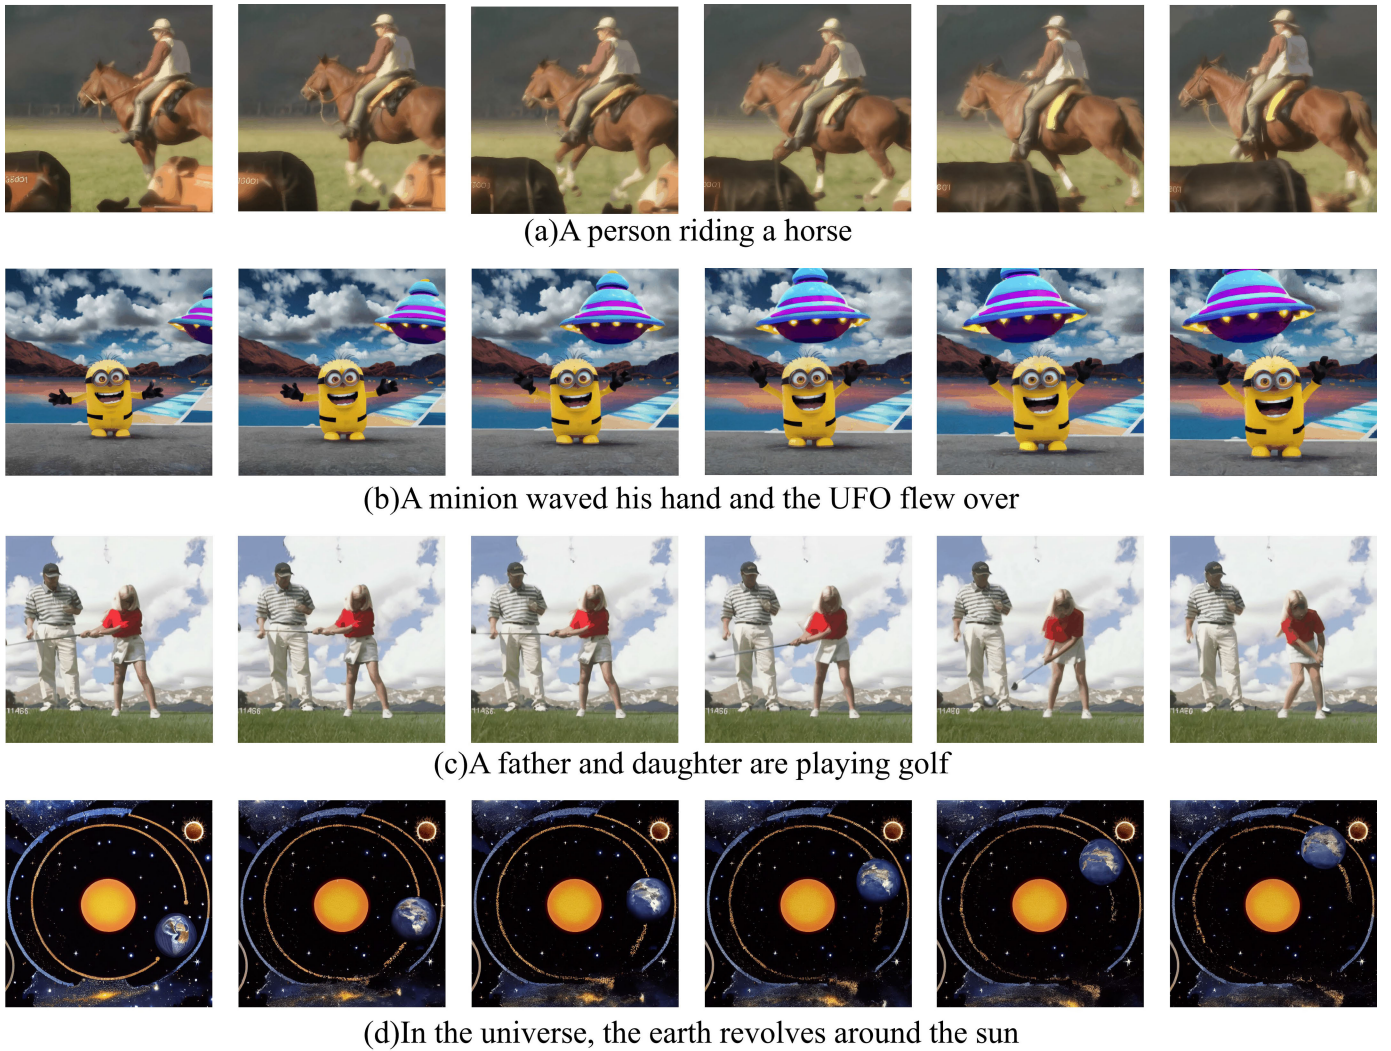 (a)A person riding a horse
(b)A minion waved his hand and the UFO flew over
(c)A father and daughter are playing golf
(d)In the universe, the earth revolves around the sun